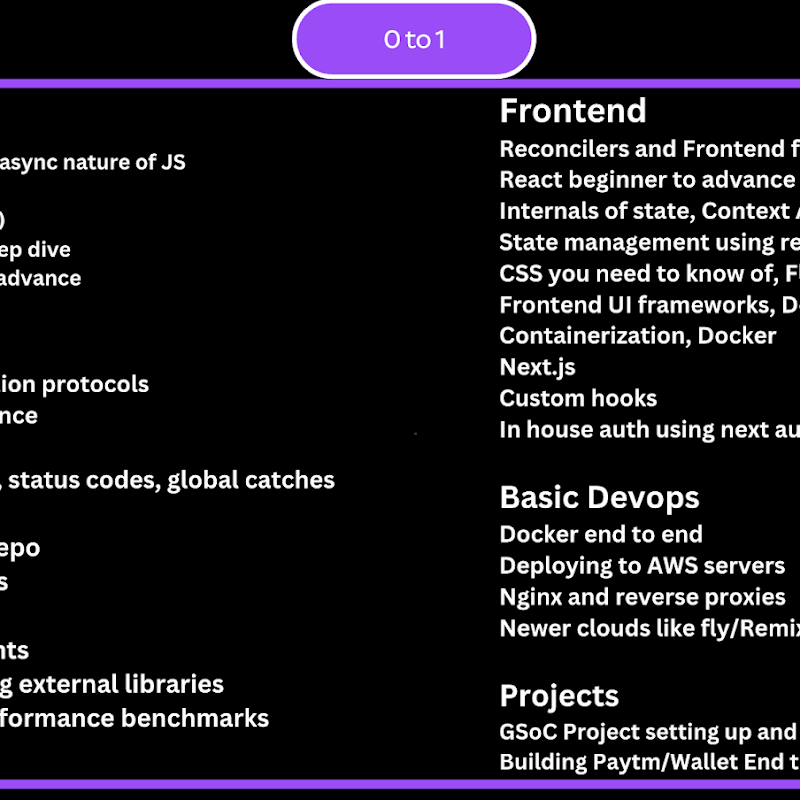 0 to 1
async nature of JS
)
ep dive
advance
ion protocols
nce
, status codes, global catches
epo
s
nts
g external libraries
formance benchmarks
Frontend
Reconcilers and Frontend f
React beginner to advance
Internals of state, Context A
State management using re
CSS you need to know of, Fl
Frontend UI frameworks, D
Containerization, Docker
Next.js
Custom hooks
In house auth using next au
Basic Devops
Docker end to end
Deploying to AWS servers
Nginx and reverse proxies
Newer clouds like fly/Remix
Projects
GSoC Project setting up and
Building Paytm/Wallet End t